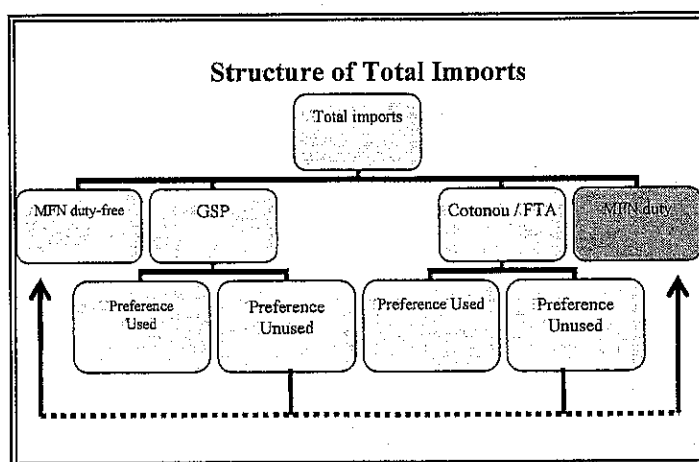 Structure of Total Imports
Total imports
MFN duty-free
GSP
Cotonou / FTA
MFN duty
Preference
Used
Preference
Unused
Preference Used
Preference
Unused